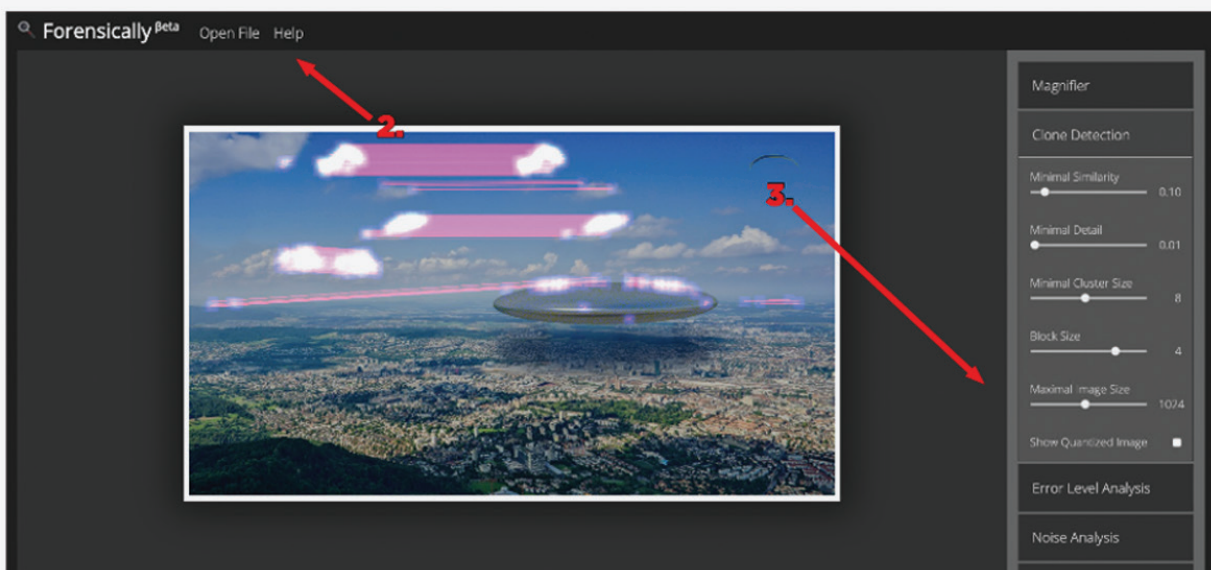 Forensically Beta Open File Help
Magnifier
2.
Clone Detection
Minimal Similarity
0.10
3.
Minimal Detail
0.01
Minimal Cluster Size
8
Block Size
4
Maximal Image Size
1024
Show Quantized Image
Error Level Analysis
Noise Analysis